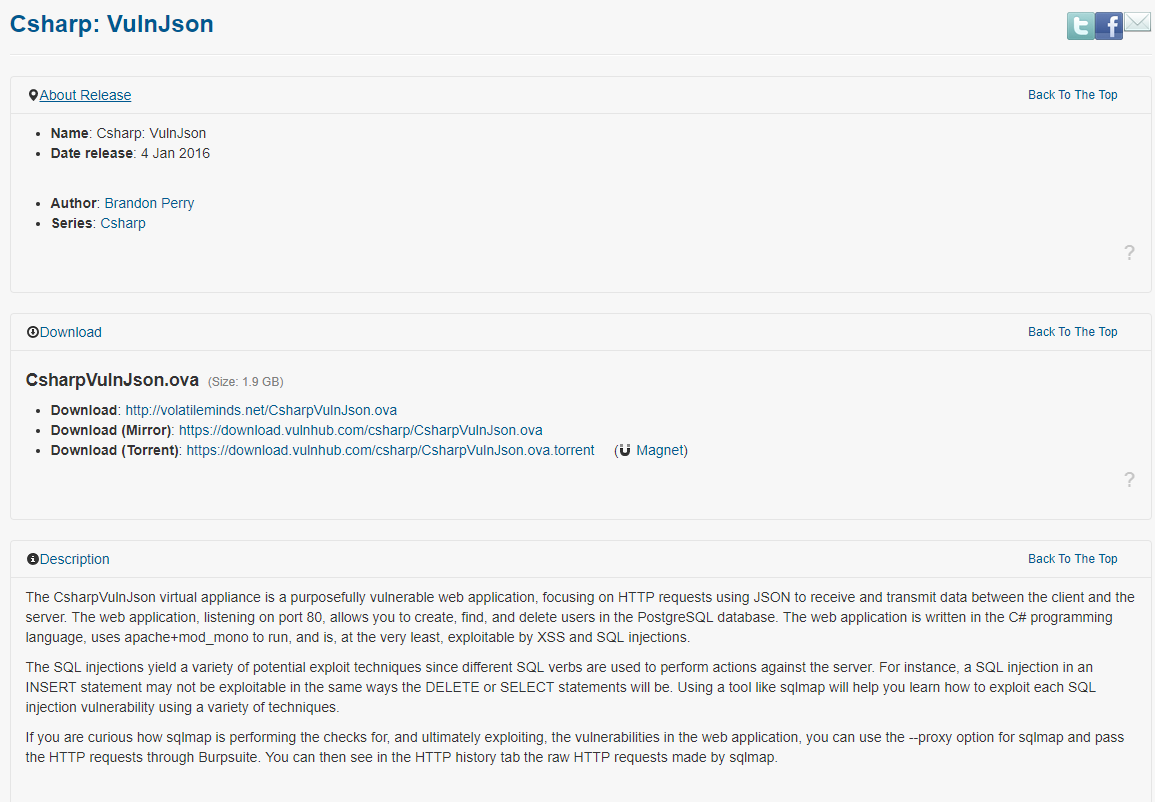 Csharp: VulnJson
About Release
Back To The Top
Name: Csharp: VulnJson
Date release: 4 Jan 2016
Author: Brandon Perry
Series: Csharp
?
Download
Back To The Top
CsharpVulnJson.ova (Size: 1.9 GB)
Download: http://volatileminds.net/CsharpVulnJson.ova
Download (Mirror): https://download.vulnhub.com/csharp/CsharpVulnJson.ova
Download (Torrent): https://download.vulnhub.com/csharp/CsharpVulnJson.ova.torrent (Magnet)
?
Description
Back To The Top
The CsharpVulnJson virtual appliance is a purposefully vulnerable web application, focusing on HTTP requests using JSON to receive and transmit data between the client and the
server. The web application, listening on port 80, allows you to create, find, and delete users in the PostgreSQL database. The web application is written in the C# programming
language, uses apache+mod_mono to run, and is, at the very least, exploitable by XSS and SQL injections.
The SQL injections yield a variety of potential exploit techniques since different SQL verbs are used to perform actions against the server. For instance, a SQL injection in an
INSERT statement may not be exploitable in the same ways the DELETE or SELECT statements will be. Using a tool like sqlmap will help you learn how to exploit each SQL
injection vulnerability using a variety of techniques.
If you are curious how sqlmap is performing the checks for, and ultimately exploiting, the vulnerabilities in the web application, you can use the --proxy option for sqlmap and pass
the HTTP requests through Burpsuite. You can then see in the HTTP history tab the raw HTTP requests made by sqlmap.